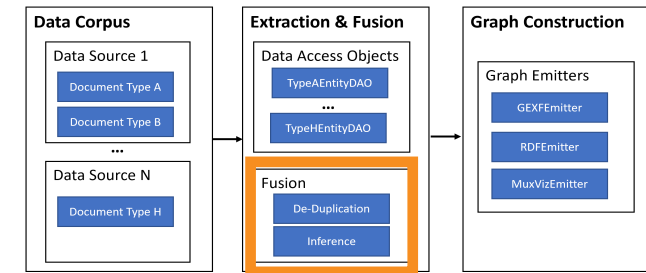 Data Corpus
Data Source 1
Document Type A
Document Type B
...
Data Source N
Document Type H
Extraction & Fusion
Data Access Objects
TypeAEntityDAO
...
TypeHEntityDAO
Fusion
De-Duplication
Inference
Graph Construction
Graph Emitters
GEXFEmitter
RDFEmitter
MuxVizEmitter